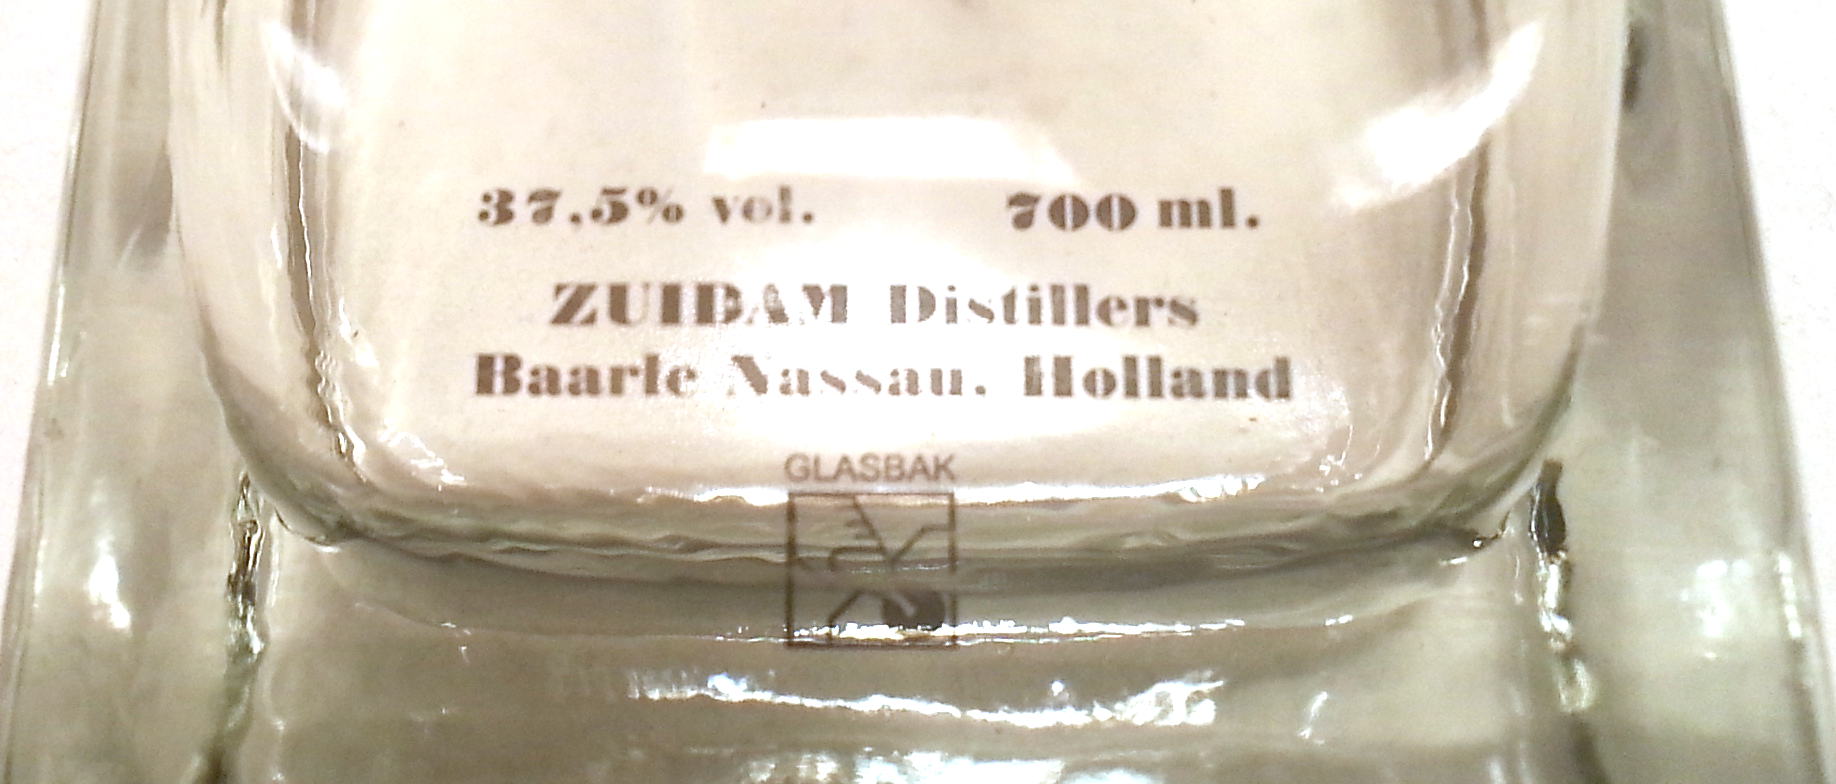 37,5% vol. 700 ml.
ZUIDAM Distillers
Baarle Nassau. Holland
GLASBAK